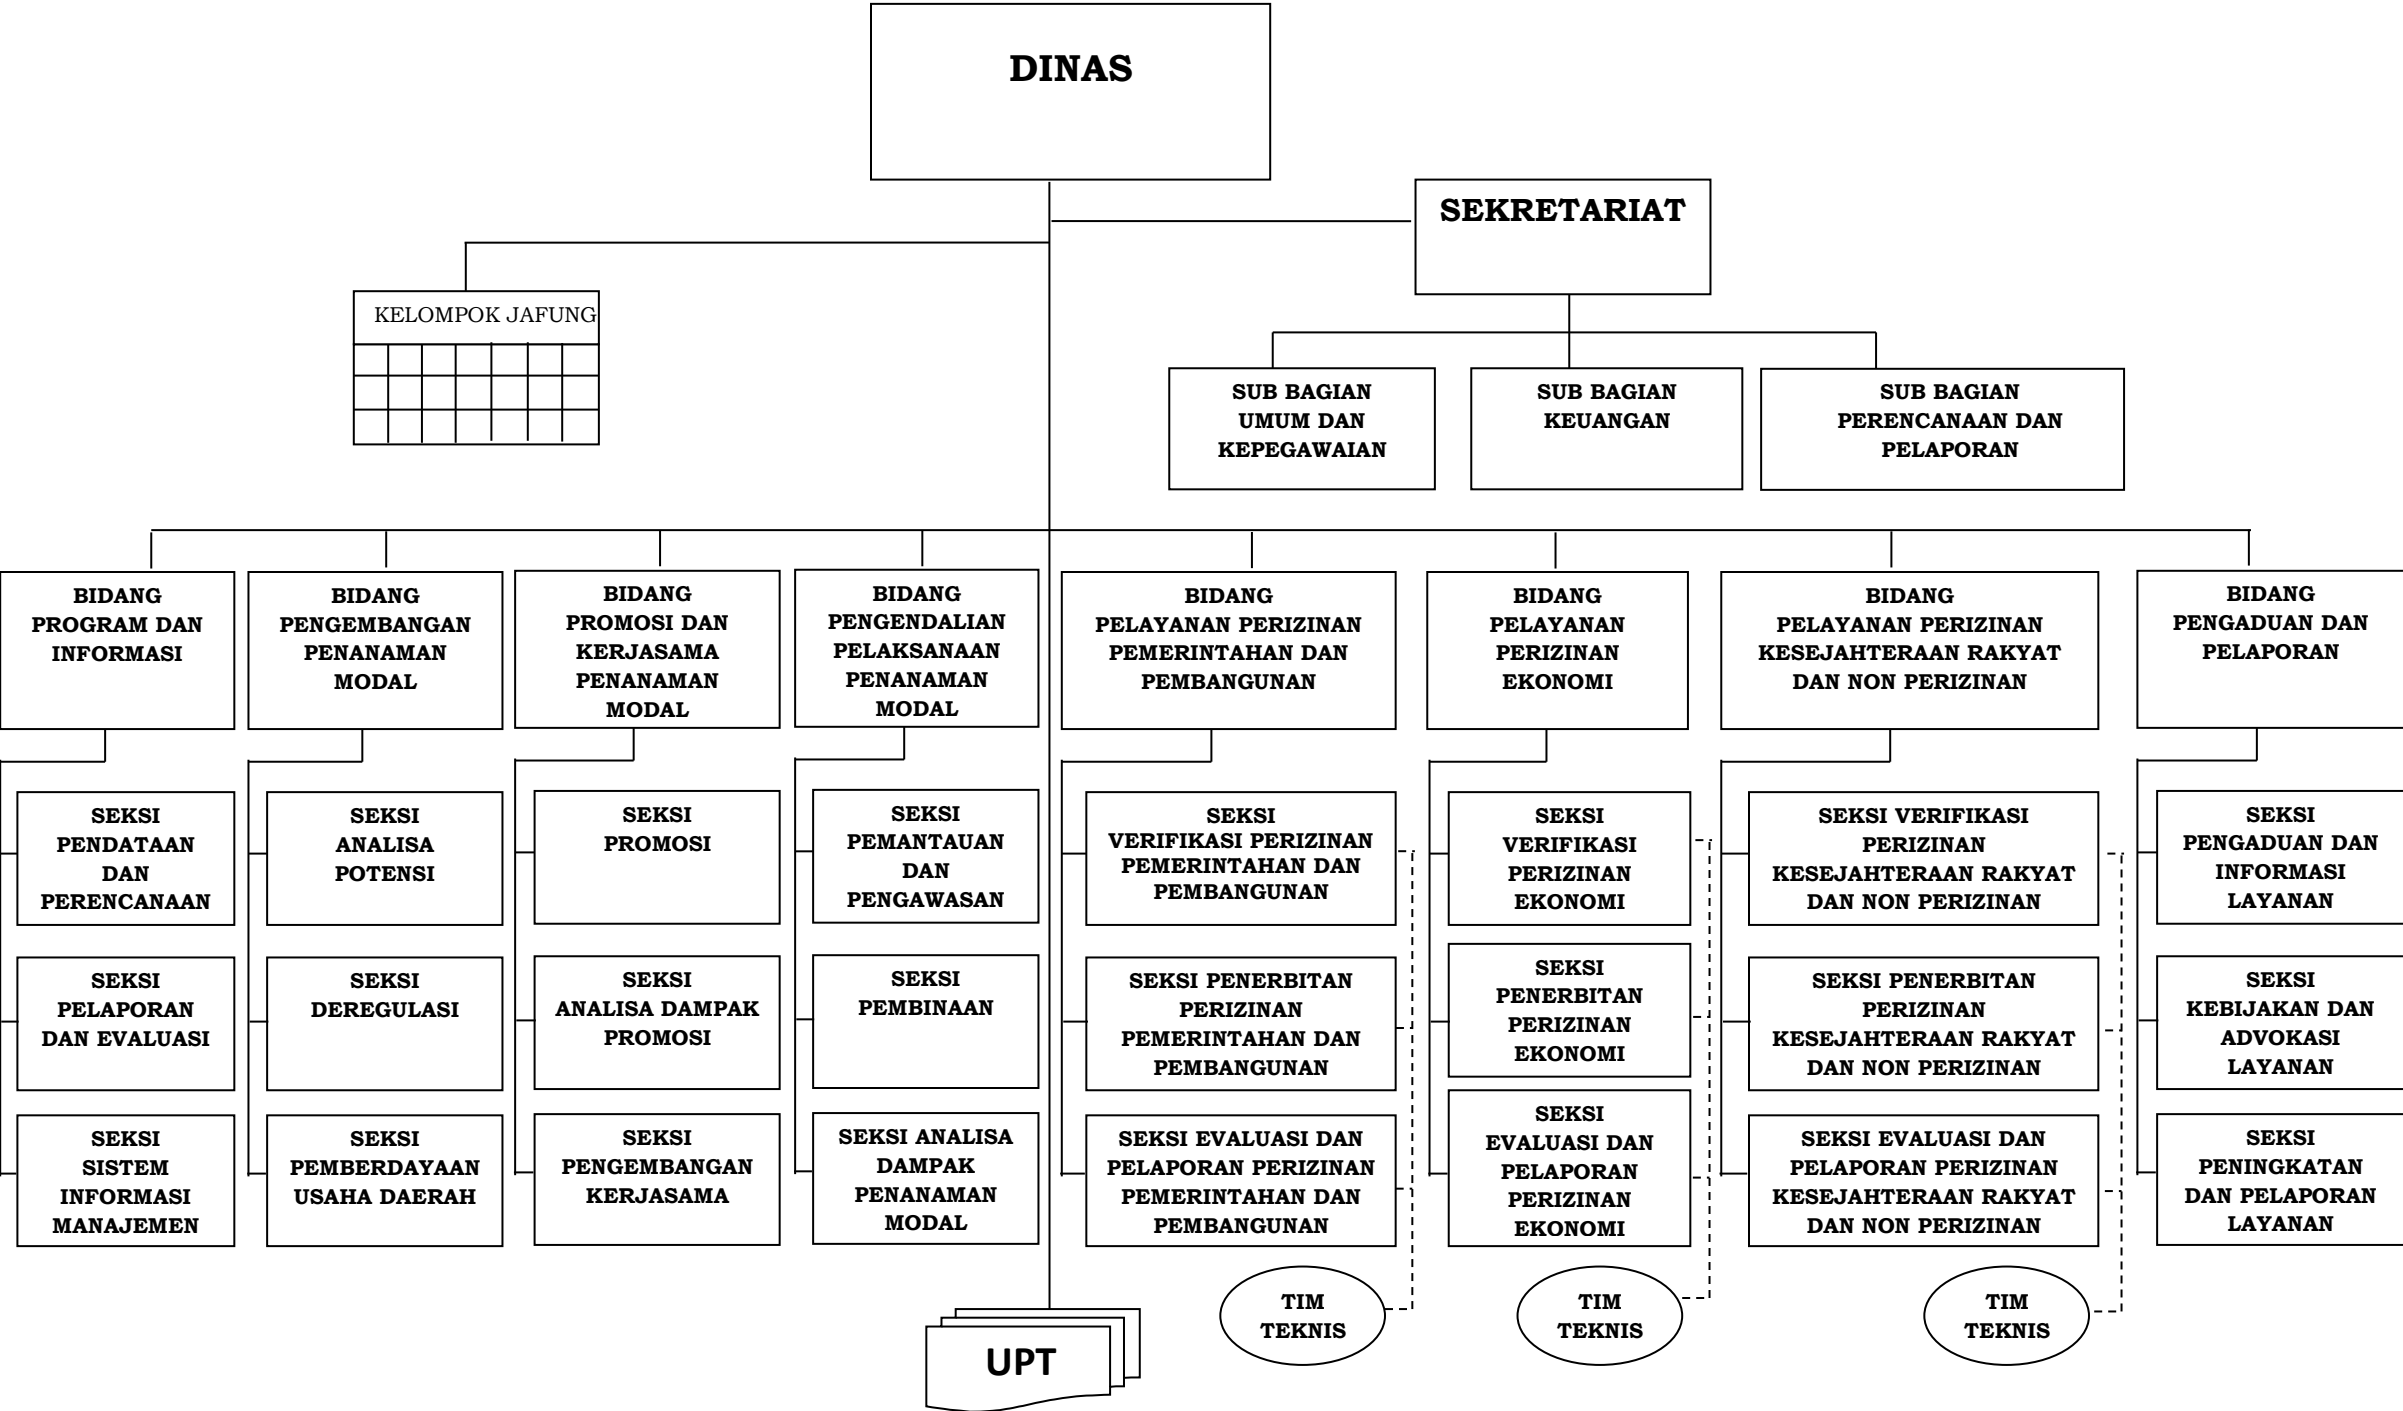 DINAS
SEKRETARIAT
KELOMPOK JAFUNG
SUB BAGIAN
UMUM DAN
KEPEGAWAIAN
SUB BAGIAN
KEUANGAN
SUB BAGIAN
PERENCANAAN DAN
PELAPORAN
BIDANG
PROGRAM DAN
INFORMASI
BIDANG
PENGEMBANGAN
PENANAMAN
MODAL
BIDANG
PROMOSI DAN
KERJASAMA
PENANAMAN
MODAL
BIDANG
PENGENDALIAN
PELAKSANAAN
PENANAMAN
MODAL
BIDANG
PELAYANAN PERIZINAN
PEMERINTAHAN DAN
PEMBANGUNAN
BIDANG
PELAYANAN
PERIZINAN
EKONOMI
BIDANG
PELAYANAN PERIZINAN
KESEJAHTERAAN RAKYAT
DAN NON PERIZINAN
BIDANG
PENGADUAN DAN
PELAPORAN
SEKSI
PENDATAAN
DAN
PERENCANAAN
SEKSI
ANALISA
POTENSI
SEKSI
PROMOSI
SEKSI
PEMANTAUAN
DAN
PENGAWASAN
SEKSI
VERIFIKASI PERIZINAN
PEMERINTAHAN DAN
PEMBANGUNAN
SEKSI
VERIFIKASI
PERIZINAN
EKONOMI
SEKSI VERIFIKASI
PERIZINAN
KESEJAHTERAAN RAKYAT
DAN NON PERIZINAN
SEKSI
PENGADUAN DAN
INFORMASI
LAYANAN
SEKSI
PELAPORAN
DAN EVALUASI
SEKSI
DEREGULASI
SEKSI
ANALISA DAMPAK
PROMOSI
SEKSI
PEMBINAAN
SEKSI PENERBITAN
PERIZINAN
PEMERINTAHAN DAN
PEMBANGUNAN
SEKSI
PENERBITAN
PERIZINAN
EKONOMI
SEKSI PENERBITAN
PERIZINAN
KESEJAHTERAAN RAKYAT
DAN NON PERIZINAN
SEKSI
KEBIJAKAN DAN
ADVOKASI
LAYANAN
SEKSI
SISTEM
INFORMASI
MANAJEMEN
SEKSI
PEMBERDAYAAN
USAHA DAERAH
SEKSI
PENGEMBANGAN
KERJASAMA
SEKSI ANALISA
DAMPAK
PENANAMAN
MODAL
SEKSI EVALUASI DAN
PELAPORAN PERIZINAN
PEMERINTAHAN DAN
PEMBANGUNAN
SEKSI
EVALUASI DAN
PELAPORAN
PERIZINAN
EKONOMI
SEKSI EVALUASI DAN
PELAPORAN PERIZINAN
KESEJAHTERAAN RAKYAT
DAN NON PERIZINAN
SEKSI
PENINGKATAN
DAN PELAPORAN
LAYANAN
UPT
TIM
TEKNIS
TIM
TEKNIS
TIM
TEKNIS